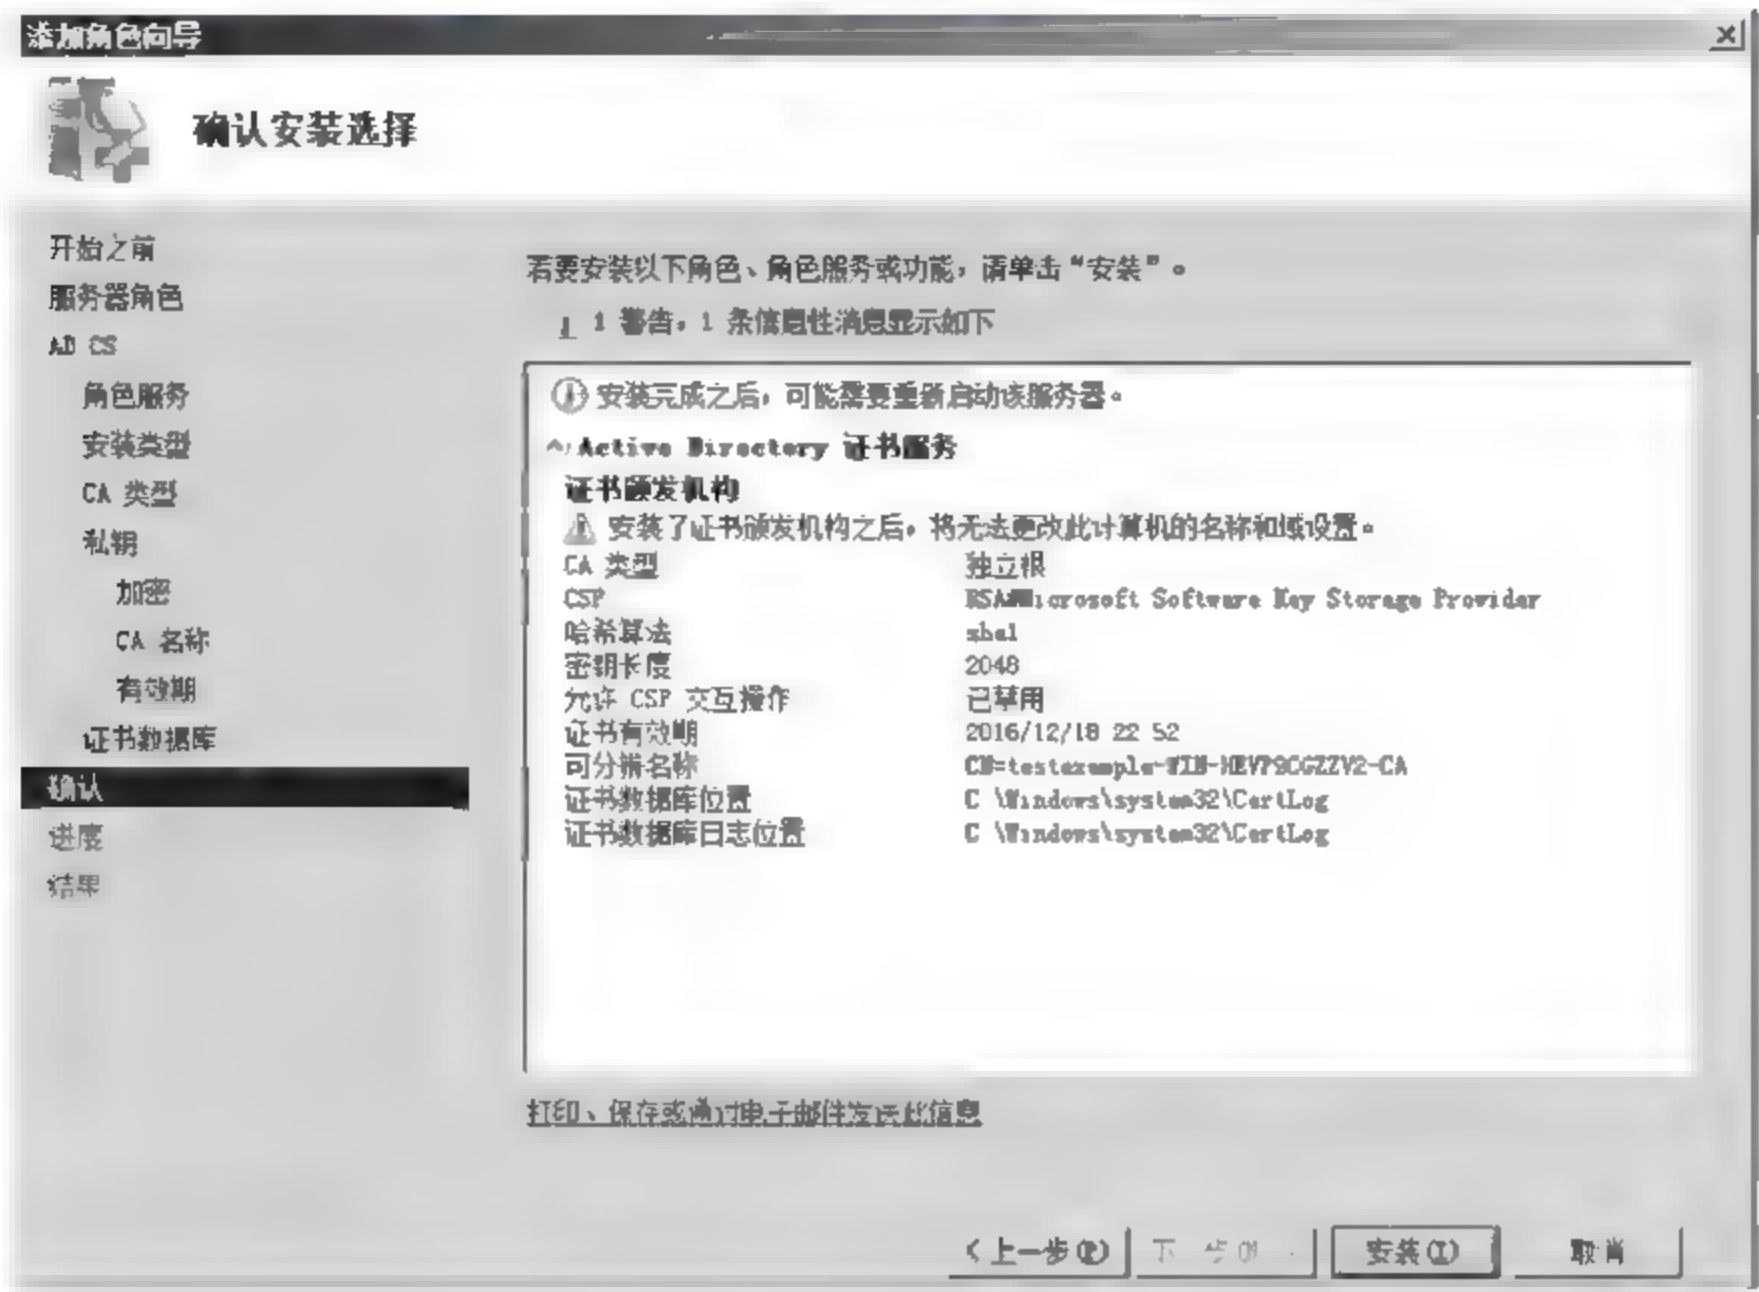 添加角色向导
确认安装选择
开始之前
服务器角色
AD CS
角色服务
安装类型
CA 类型
私钥
加密
CA 名称
有效期
证书数据库
确认
进度
结果
若要安装以下角色、角色服务或功能，请单击“安装”。
1 警告，1 条信息性消息显示如下
安装完成之后，可能需要重新启动该服务器。
Active Directory 证书服务
证书颁发机构
安装了证书颁发机构之后，将无法更改此计算机的名称和域设置。
CA 类型 独立根
CSP RSA#Microsoft Software Key Storage Provider
哈希算法 sha1
密钥长度 2048
允许 CSP 交互操作 已禁用
证书有效期 2016/12/18 22 52
可分辨名称
证书数据库位置 C \Windows\system32\CertLog
证书数据库日志位置 C \Windows\system32\CertLog
打印、保存或通过电子邮件发送此信息
< 上一步(P)
下一步(N)
安装(I)
取消